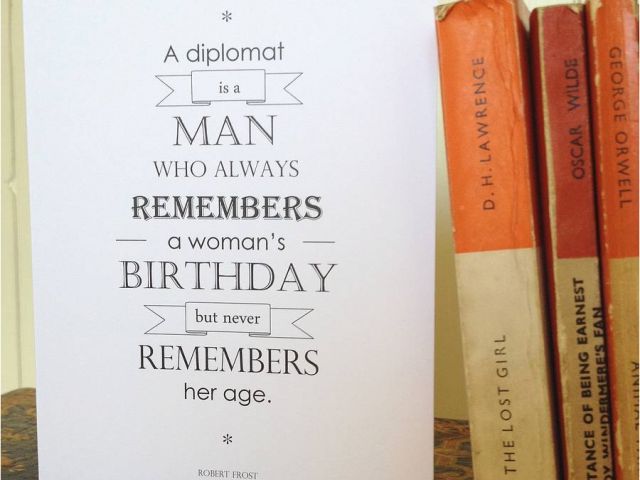 *
A diplomat
is a
MAN
WHO ALWAYS
REMEMBERS
a woman's
BIRTHDAY
but never
REMEMBERS
her age.
*
ROBERT FROST
D. H. LAWRENCE
THE LOST GIRL
OSCAR WILDE
TANCE OF BEING EARNEST
DY WINDERMERE'S FAN
GEORGE ORWELL